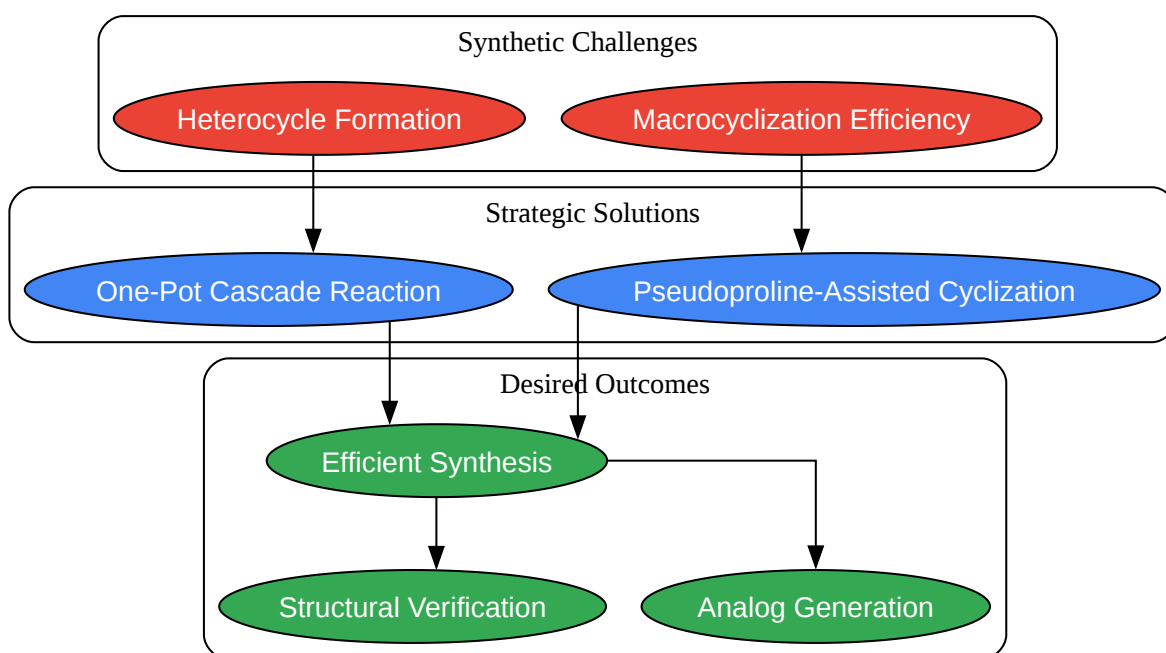 Synthetic Challenges
Heterocycle Formation
Macrocyclization Efficiency
Strategic Solutions
One-Pot Cascade Reaction
Pseudoproline-Assisted Cyclization
Desired Outcomes
Efficient Synthesis
Structural Verification
Analog Generation